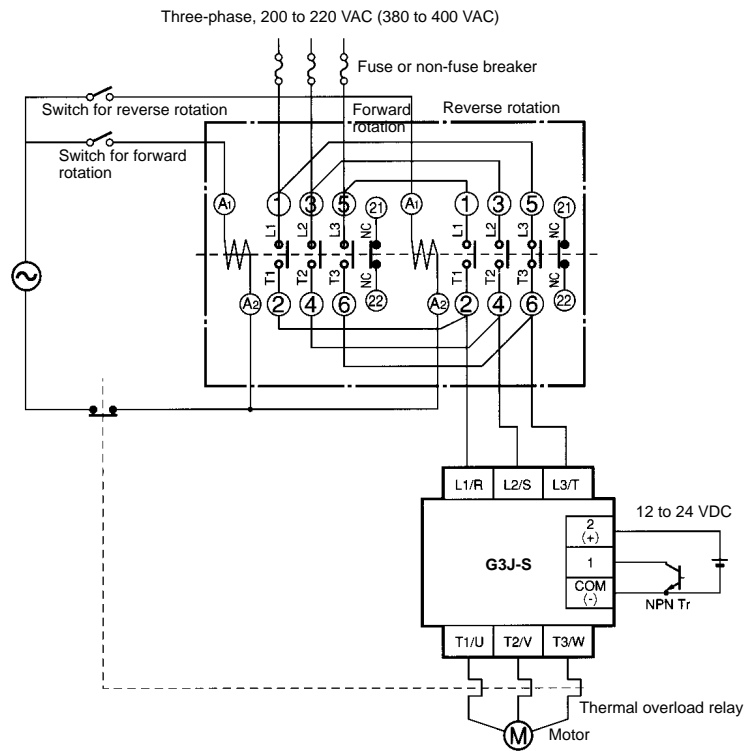 Three-phase, 200 to 220 VAC (380 to 400 VAC)
Fuse or non-fuse breaker
Switch for reverse rotation
Forward
rotation
Reverse rotation
Switch for forward
rotation
A1 1 3 5 21 A1 1 3 5 21
L1 L2 L3 NC L1 L2 L3 NC
T1 T2 T3 NC T1 T2 T3 NC
A2 2 4 6 22 A2 2 4 6 22
L1/R L2/S L3/T
12 to 24 VDC
2
(+)
G3J-S
1
COM
(-)
NPN Tr
T1/U T2/V T3/W
Thermal overload relay
M
Motor